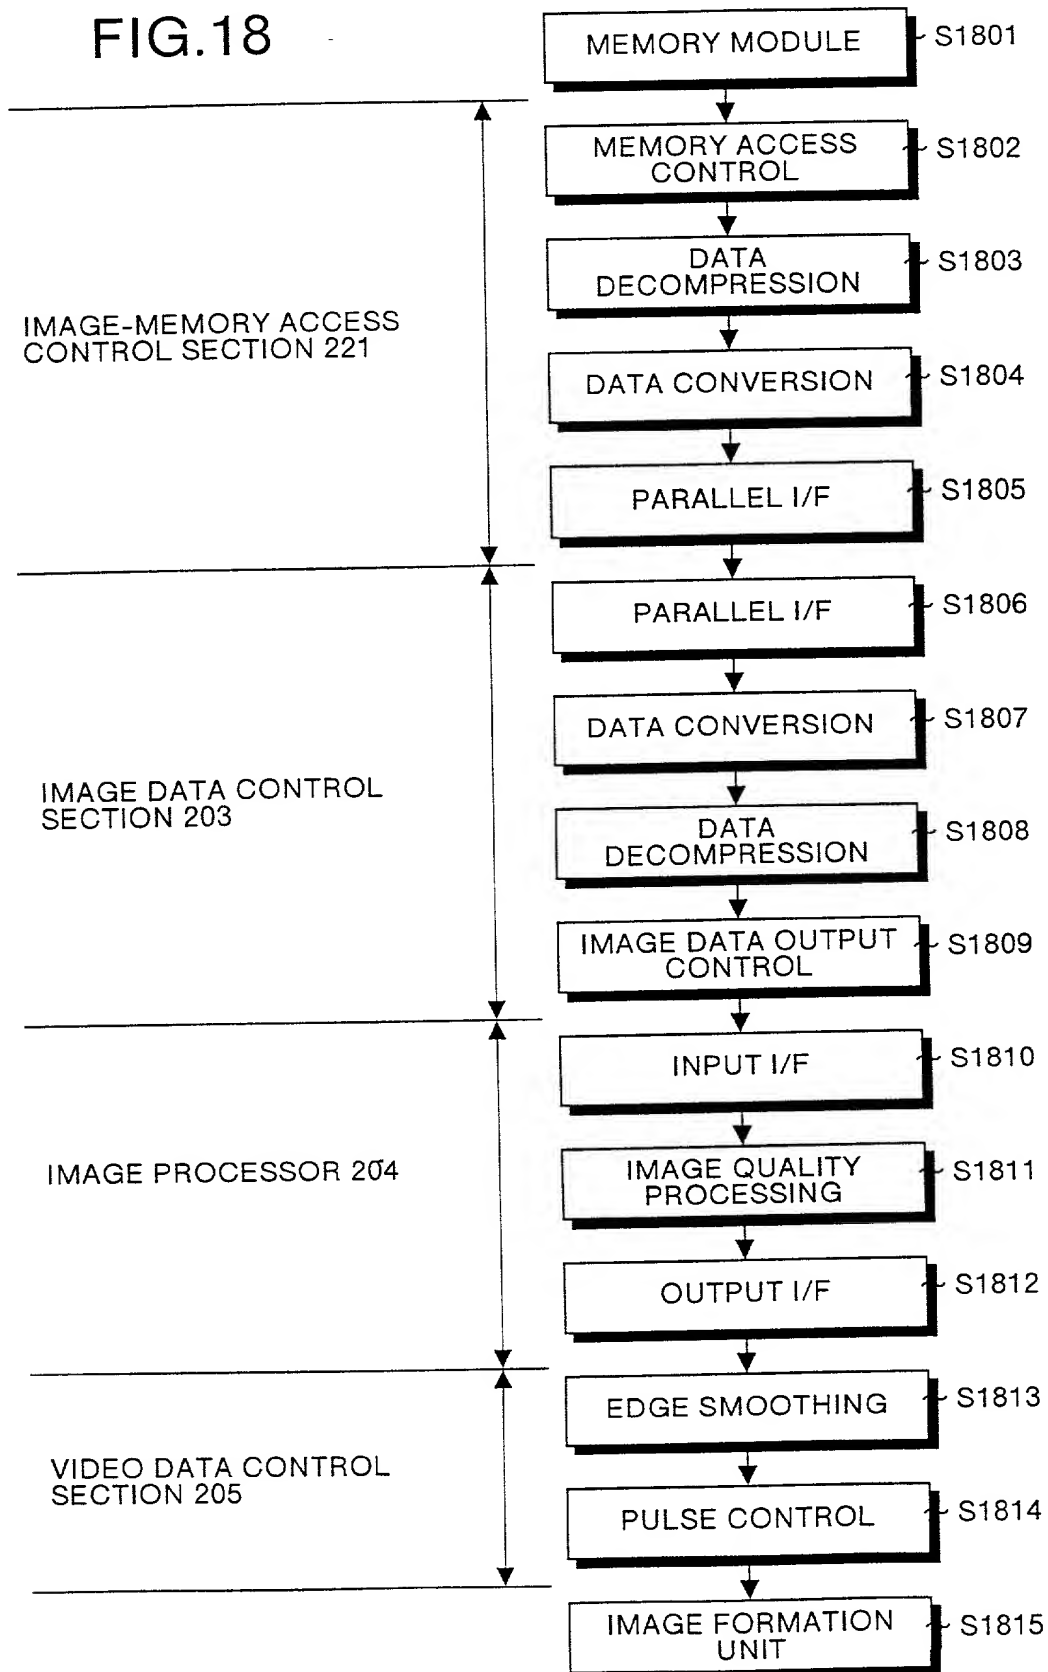 FIG.18
MEMORY MODULE
S1801
MEMORY ACCESS
CONTROL
S1802
DATA
DECOMPRESSION
S1803
IMAGE-MEMORY ACCESS
CONTROL SECTION 221
DATA CONVERSION
S1804
PARALLEL I/F
S1805
PARALLEL I/F
S1806
DATA CONVERSION
S1807
IMAGE DATA CONTROL
SECTION 203
DATA
DECOMPRESSION
S1808
IMAGE DATA OUTPUT
CONTROL
S1809
INPUT I/F
S1810
IMAGE PROCESSOR 204
IMAGE QUALITY
PROCESSING
S1811
OUTPUT I/F
S1812
EDGE SMOOTHING
S1813
VIDEO DATA CONTROL
SECTION 205
PULSE CONTROL
S1814
IMAGE FORMATION
UNIT
S1815